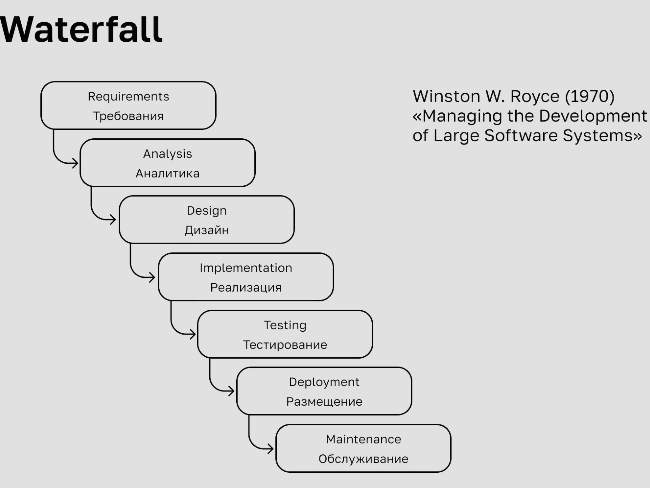 Waterfall
Winston W. Royce (1970)
«Managing the Development
of Large Software Systems»
Requirements
Требования
Analysis
Аналитика
Design
Дизайн
Implementation
Реализация
Testing
Тестирование
Deployment
Размещение
Maintenance
Обслуживание